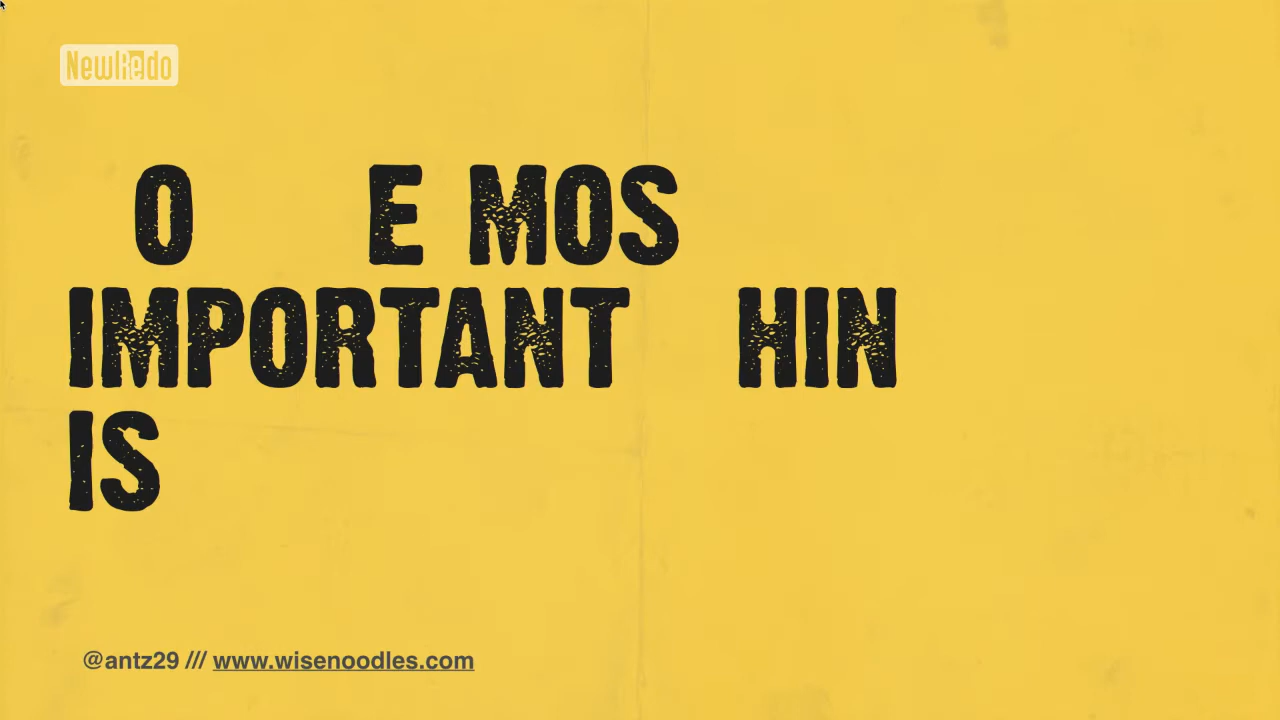 NewRedo
O E MOS
IMPORTANT HIN
IS
@antz29 /// www.wisenoodles.com